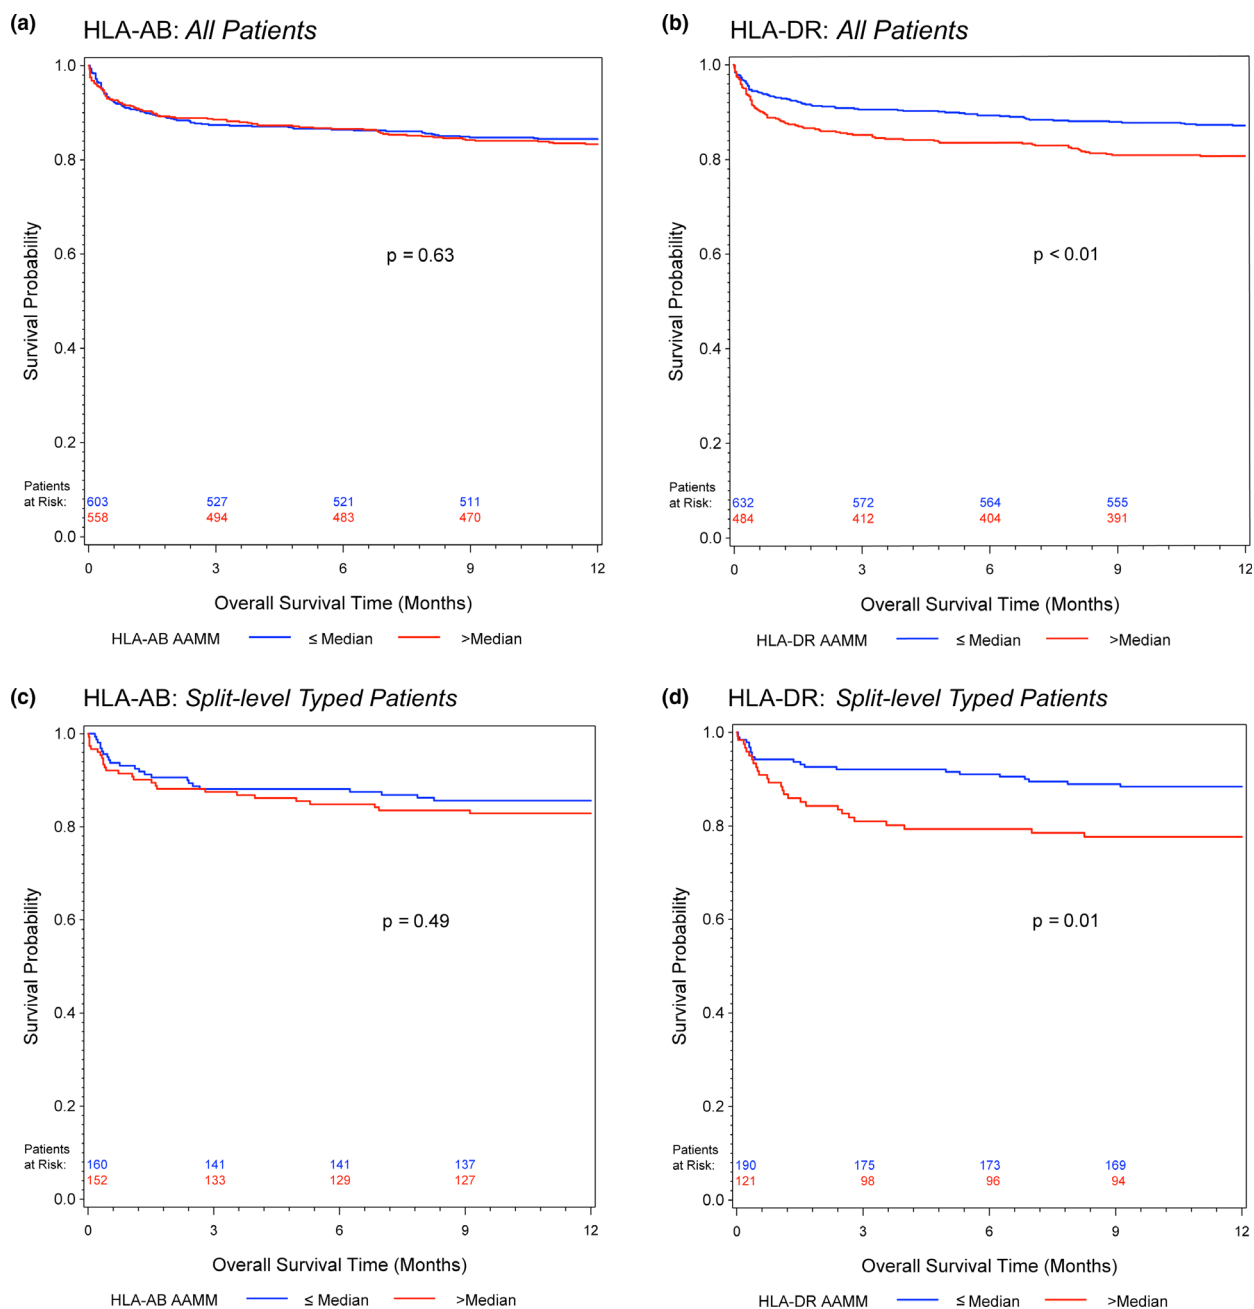 (a) HLA-AB: All Patients
1.0
0.8
0.6
0.4
0.2
0.0
Survival Probability
p = 0.63
Patients
at Risk:
603 527 521 511
558 494 483 470
0 3 6 9 12
Overall Survival Time (Months)
HLA-AB AAMM ≤ Median >Median
(b) HLA-DR: All Patients
1.0
0.8
0.6
0.4
0.2
0.0
Survival Probability
p < 0.01
Patients
at Risk:
632 572 564 555
484 412 404 391
0 3 6 9 12
Overall Survival Time (Months)
HLA-DR AAMM ≤ Median >Median
(c) HLA-AB: Split-level Typed Patients
1.0
0.8
0.6
0.4
0.2
0.0
Survival Probability
p = 0.49
Patients
at Risk:
160 141 141 137
152 133 129 127
0 3 6 9 12
Overall Survival Time (Months)
HLA-AB AAMM ≤ Median >Median
(d) HLA-DR: Split-level Typed Patients
1.0
0.8
0.6
0.4
0.2
0.0
Survival Probability
p = 0.01
Patients
at Risk:
190 175 173 169
121 98 96 94
0 3 6 9 12
Overall Survival Time (Months)
HLA-DR AAMM ≤ Median >Median